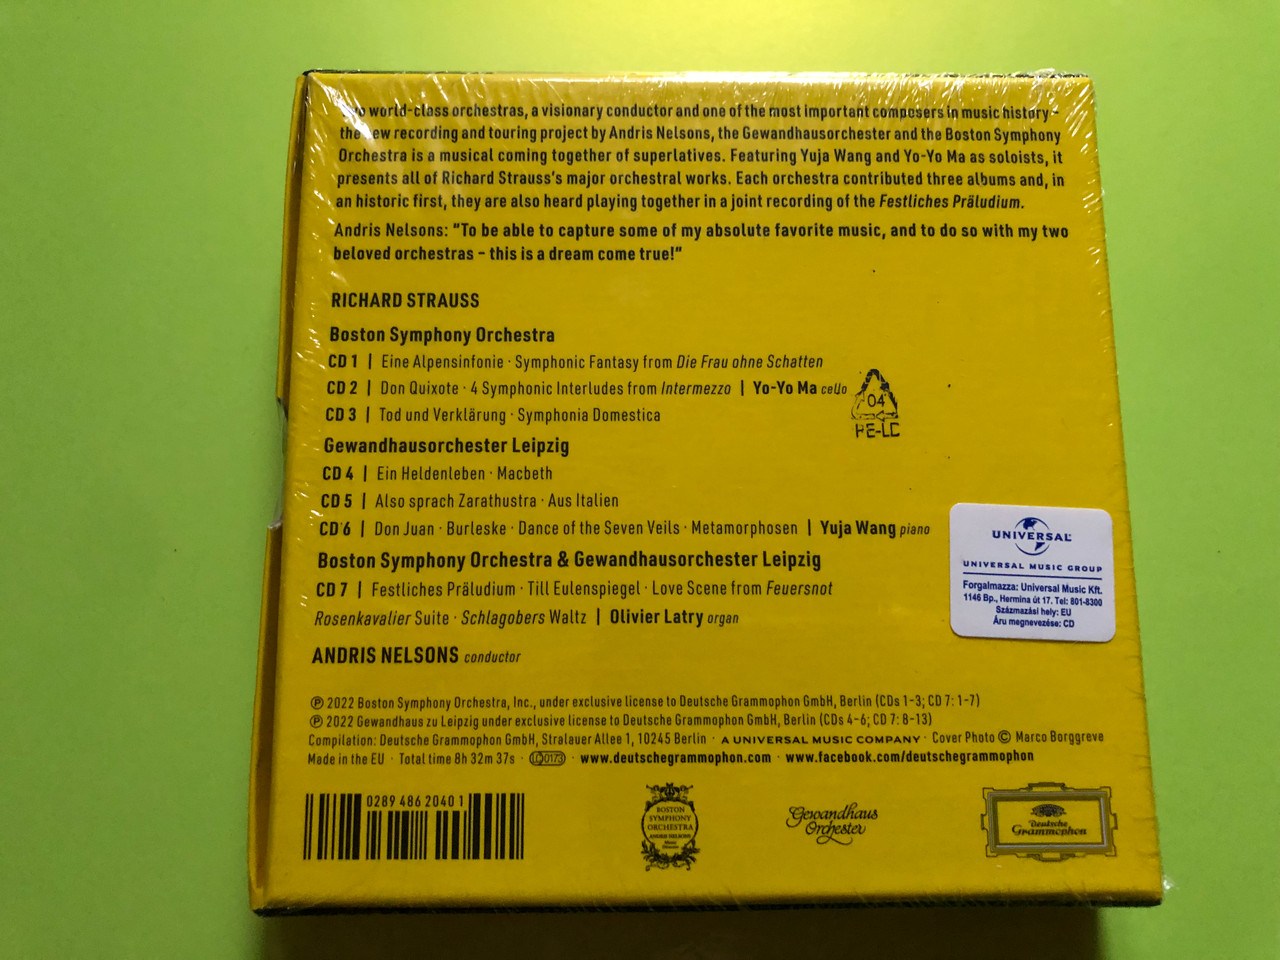 world-class orchestras, a visionary conductor and one of the most important composers in music history –
the new recording and touring project by Andris Nelsons, the Gewandhausorchester and the Boston Symphony
Orchestra is a musical coming together of superlatives. Featuring Yuja Wang and Yo-Yo Ma as soloists, it
presents all of Richard Strauss's major orchestral works. Each orchestra contributed three albums and, in
an historic first, they are also heard playing together in a joint recording of the Festliches Präludium.
Andris Nelsons: "To be able to capture some of my absolute favorite music, and to do so with my two
beloved orchestras – this is a dream come true!"
RICHARD STRAUSS
Boston Symphony Orchestra
CD 1 | Eine Alpensinfonie · Symphonic Fantasy from Die Frau ohne Schatten
CD 2 | Don Quixote · 4 Symphonic Interludes from Intermezzo | Yo-Yo Ma cello
CD 3 | Tod und Verklärung · Symphonia Domestica
04
PE-LD
Gewandhausorchester Leipzig
CD 4 | Ein Heldenleben · Macbeth
CD 5 | Also sprach Zarathustra · Aus Italien
CD 6 | Don Juan · Burleske · Dance of the Seven Veils · Metamorphosen | Yuja Wang piano
Boston Symphony Orchestra & Gewandhausorchester Leipzig
CD 7 | Festliches Präludium · Till Eulenspiegel · Love Scene from Feuersnot
Rosenkavalier Suite · Schlagobers Waltz | Olivier Latry organ
ANDRIS NELSONS conductor
UNIVERSAL
UNIVERSAL MUSIC GROUP
Forgalmazza: Universal Music Kft.
1146 Bp., Hermina út 17. Tel: 801-8300
Származási hely: EU
Áru megnevezése: CD
℗ 2022 Boston Symphony Orchestra, Inc., under exclusive license to Deutsche Grammophon GmbH, Berlin (CDs 1-3; CD 7: 1-7)
℗ 2022 Gewandhaus zu Leipzig under exclusive license to Deutsche Grammophon GmbH, Berlin (CDs 4-6; CD 7: 8-13)
Compilation: Deutsche Grammophon GmbH, Stralauer Allee 1, 10245 Berlin · A UNIVERSAL MUSIC COMPANY · Cover Photo © Marco Borggreve
Made in the EU · Total time 8h 32m 37s · LC 0173 · www.deutschegrammophon.com · www.facebook.com/deutschegrammophon
0289 486 2040 1
BOSTON
SYMPHONY
ORCHESTRA
ANDRIS NELSONS
Music
Director
Gewandhaus
Orchester
Deutsche
Grammophon